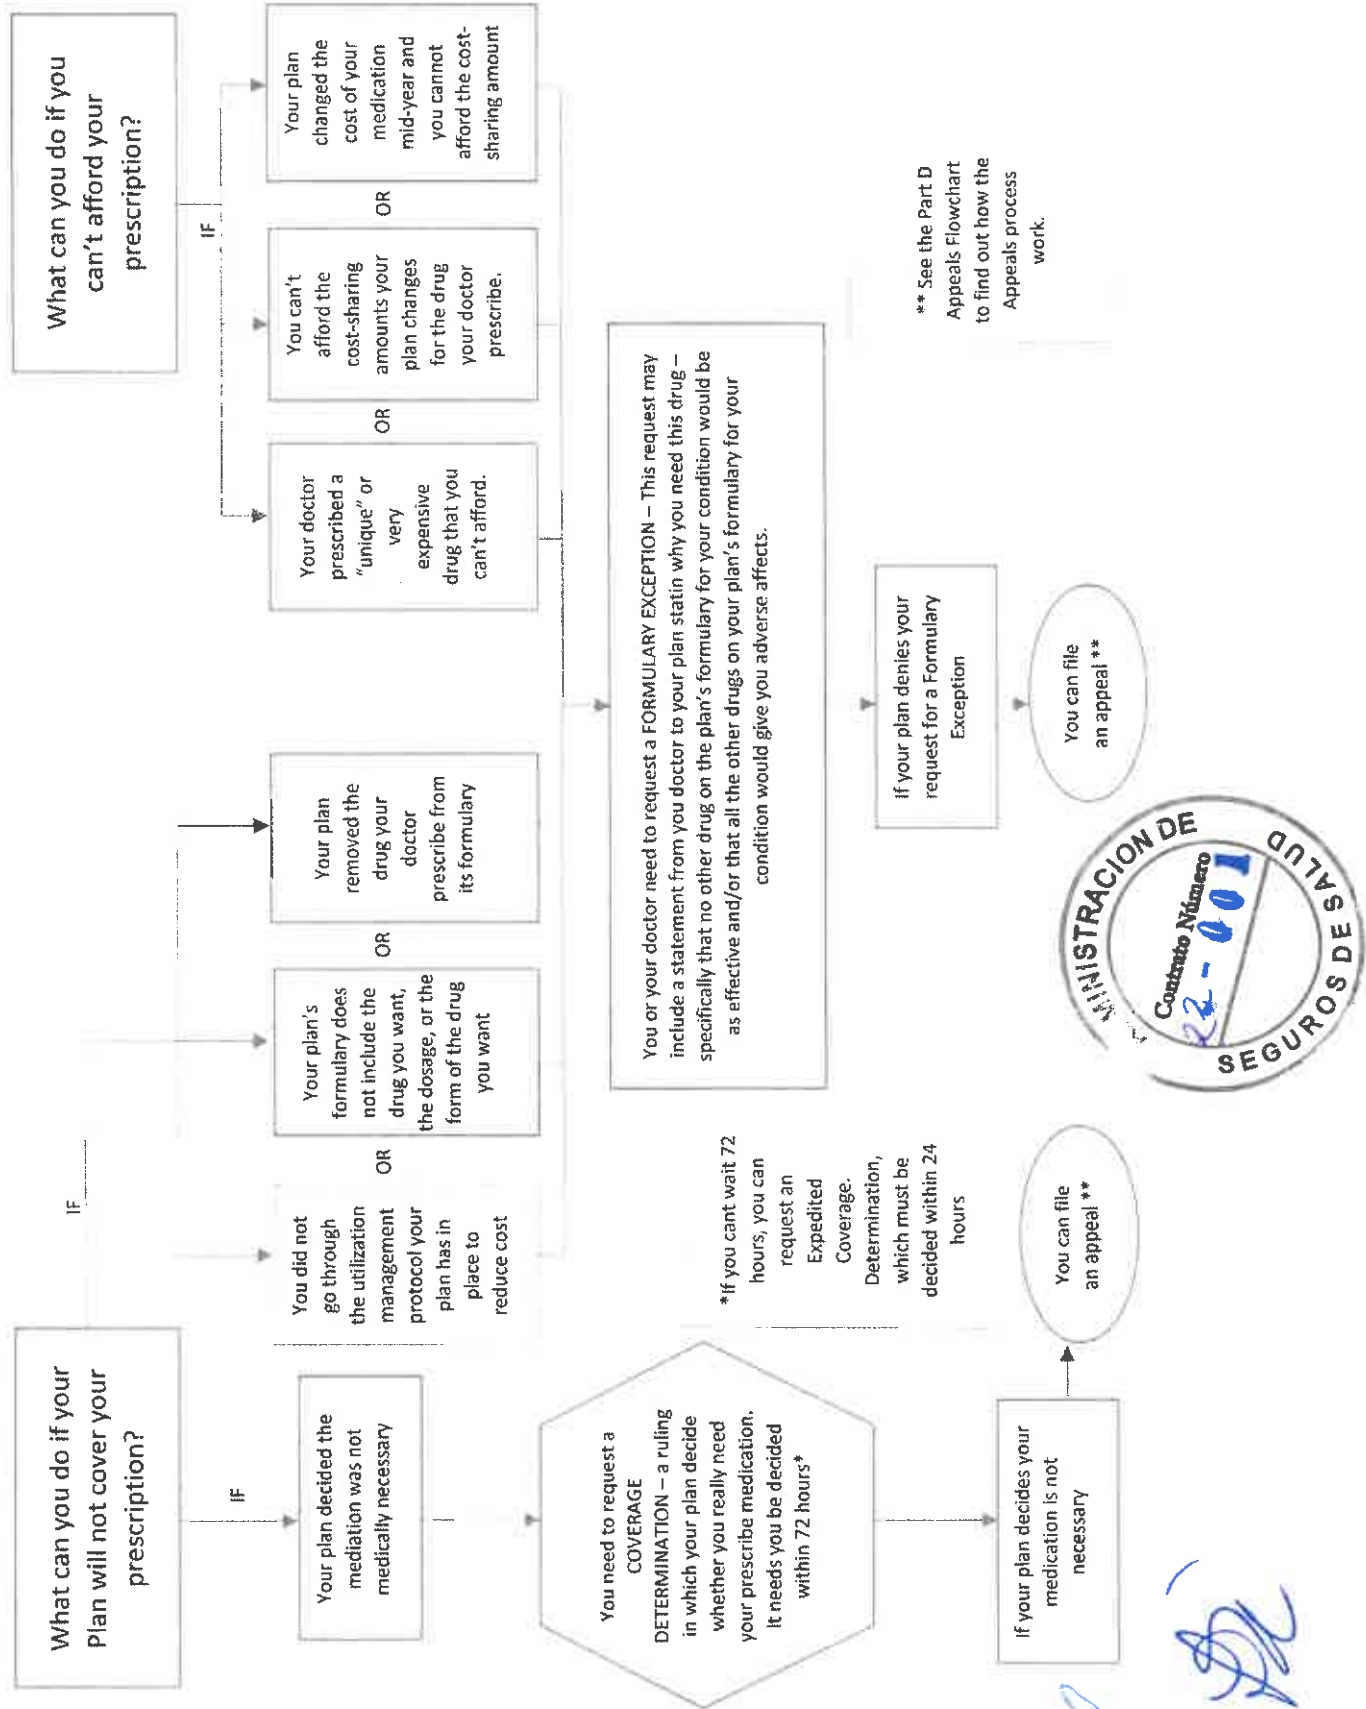 What can you do if your
Plan will not cover your
prescription?
IF
IF
Your plan decided the
mediation was not
medically necessary
You did not
go through
the utilization
management
protocol your
plan has in
place to
reduce cost
OR
Your plan's
formulary does
not include the
drug you want,
the dosage, or the
form of the drug
you want
OR
Your plan
removed the
drug your
doctor
prescribe from
its formulary
What can you do if you
can't afford your
prescription?
IF
Your doctor
prescribed a
"unique" or
very
expensive
drug that you
can't afford.
OR
You can't
afford the
cost-sharing
amounts your
plan changes
for the drug
your doctor
prescribe.
OR
Your plan
changed the
cost of your
medication
mid-year and
you cannot
afford the cost-
sharing amount
You need to request a
COVERAGE
DETERMINATION – a ruling
in which your plan decide
whether you really need
your prescribe medication.
It needs you be decided
within 72 hours*
*If you cant wait 72
hours, you can
request an
Expedited
Coverage.
Determination,
which must be
decided within 24
hours
You or your doctor need to request a FORMULARY EXCEPTION – This request may
include a statement from you doctor to your plan statin why you need this drug –
specifically that no other drug on the plan's formulary for your condition would be
as effective and/or that all the other drugs on your plan's formulary for your
condition would give you adverse affects.
** See the Part D
Appeals Flowchart
to find out how the
Appeals process
work.
If your plan decides your
medication is not
necessary
You can file
an appeal **
If your plan denies your
request for a Formulary
Exception
You can file
an appeal **
MINISTRACION DE
SEGUROS DE SALUD
Contrato Número
22-001